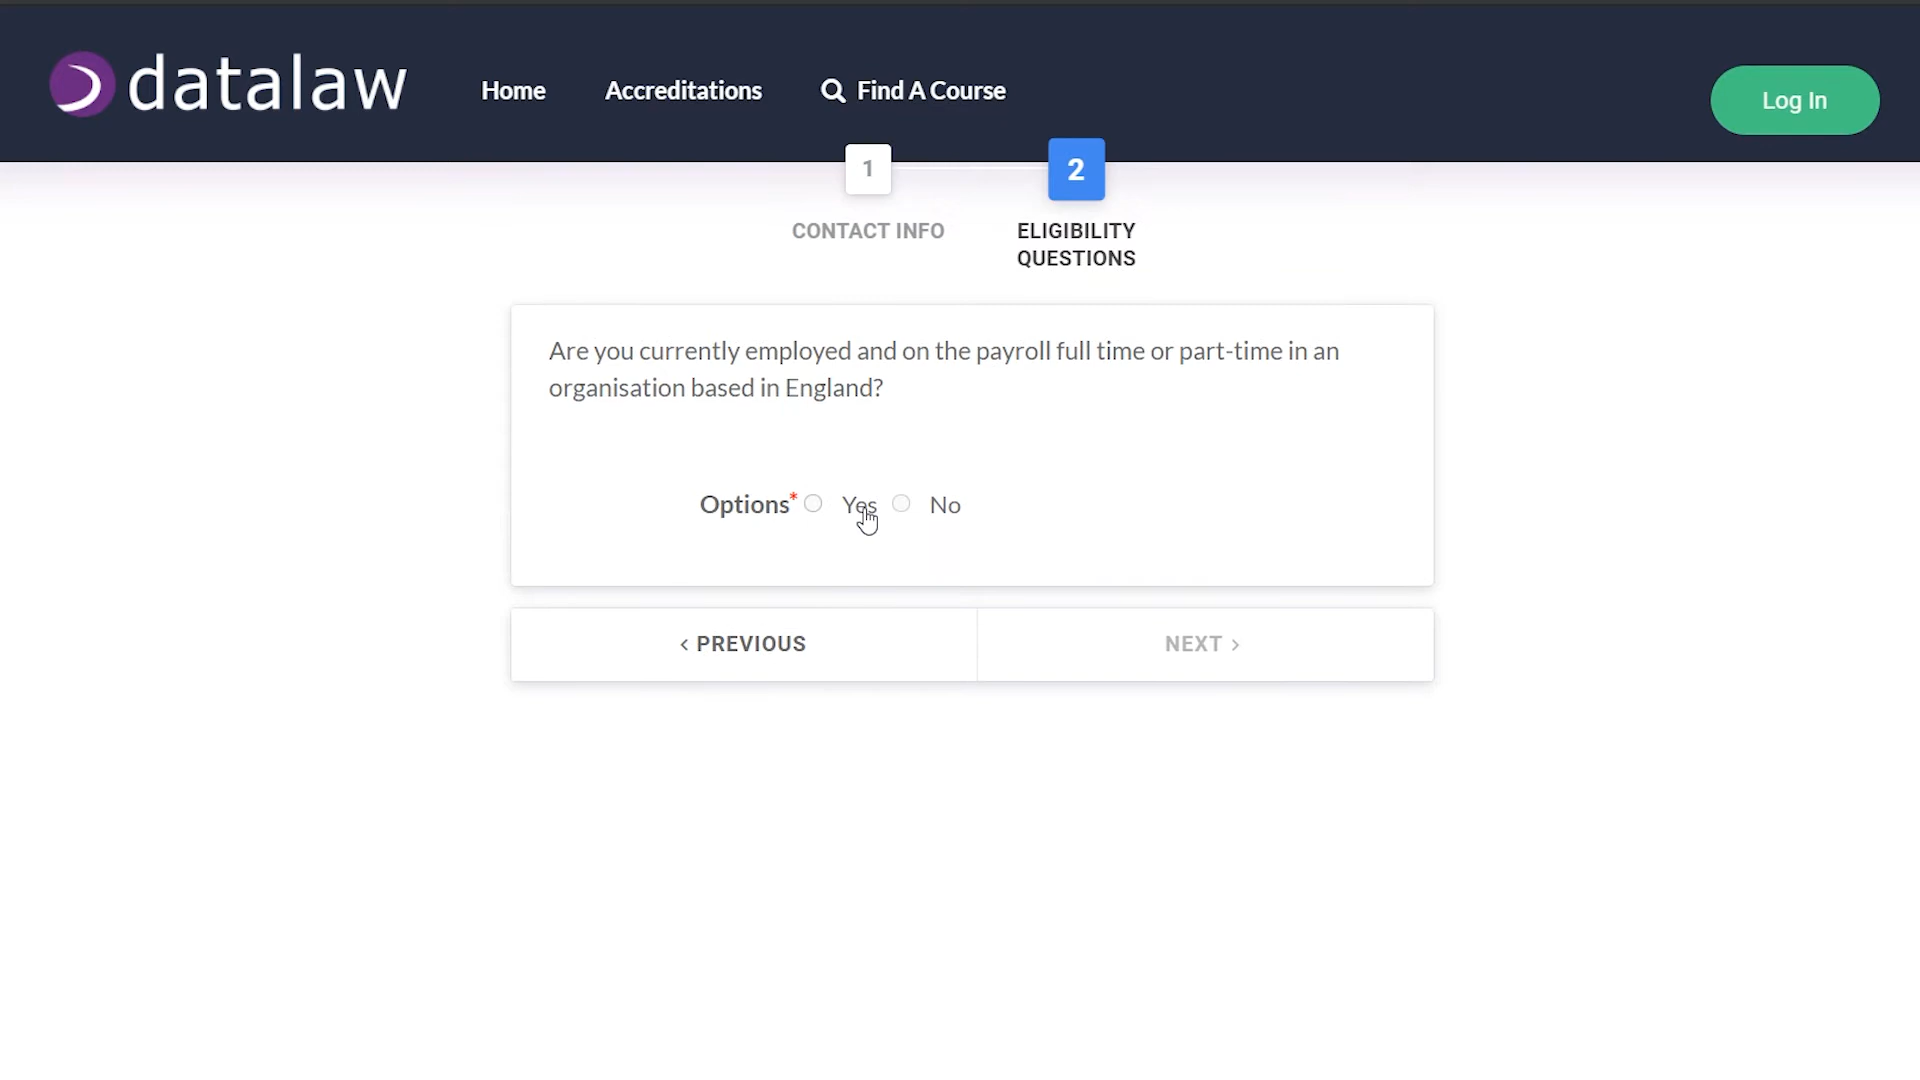 datalaw
Home
Accreditations
Find A Course
Log In
1
2
CONTACT INFO
ELIGIBILITY
QUESTIONS
Are you currently employed and on the payroll full time or part-time in an
organisation based in England?
Options* Yes No
‹ PREVIOUS
NEXT ›